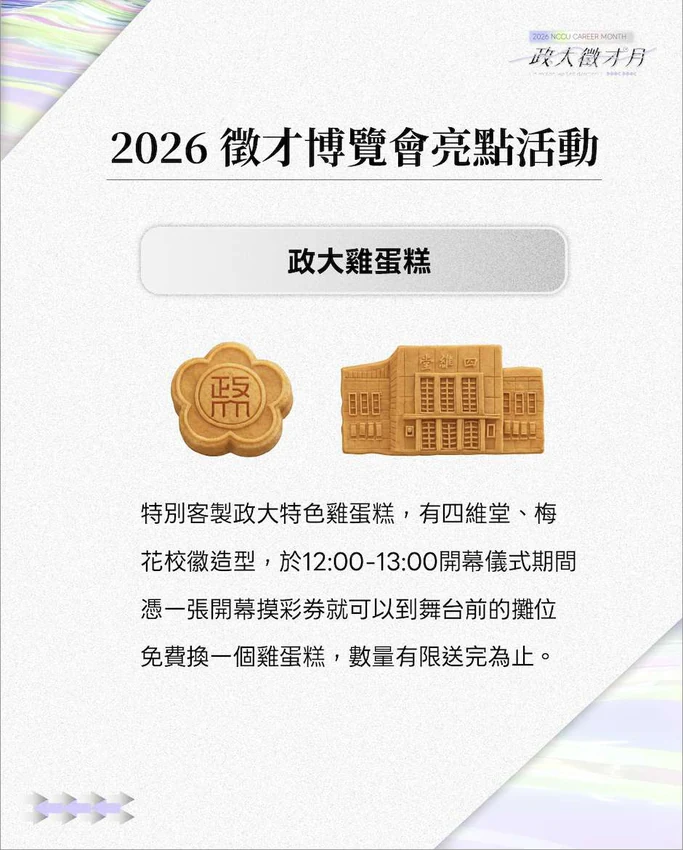 2026 NCCU CAREER MONTH
政大徵才月
2026 徵才博覽會亮點活動
政大雞蛋糕
政
四維堂
特別客製政大特色雞蛋糕，有四維堂、梅
花校徽造型，於12:00-13:00開幕儀式期間
憑一張開幕摸彩券就可以到舞台前的攤位
免費換一個雞蛋糕，數量有限送完為止。